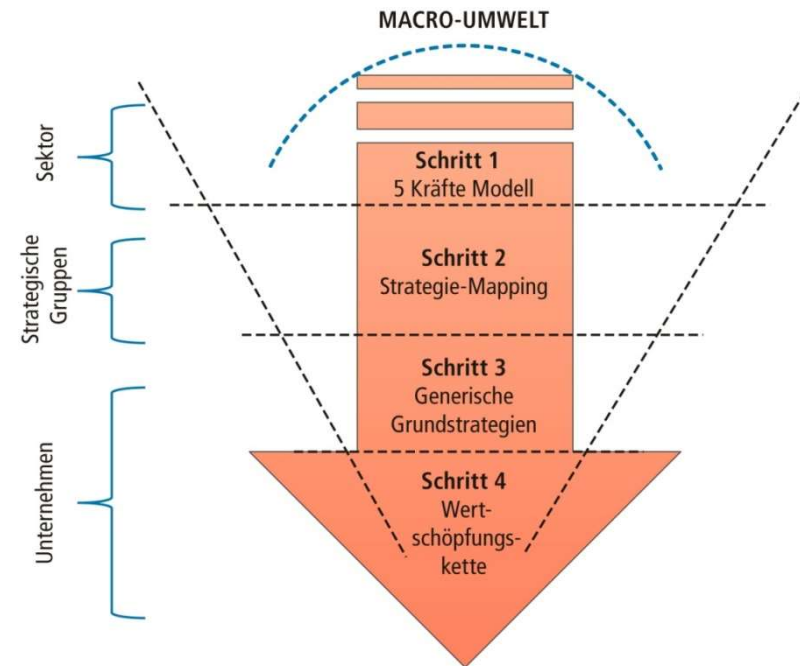 MACRO-UMWELT
Sektor
Schritt 1
5 Kräfte Modell
Strategische
Gruppen
Schritt 2
Strategie-Mapping
Unternehmen
Schritt 3
Generische
Grundstrategien
Schritt 4
Wert-
schöpfungs-
kette